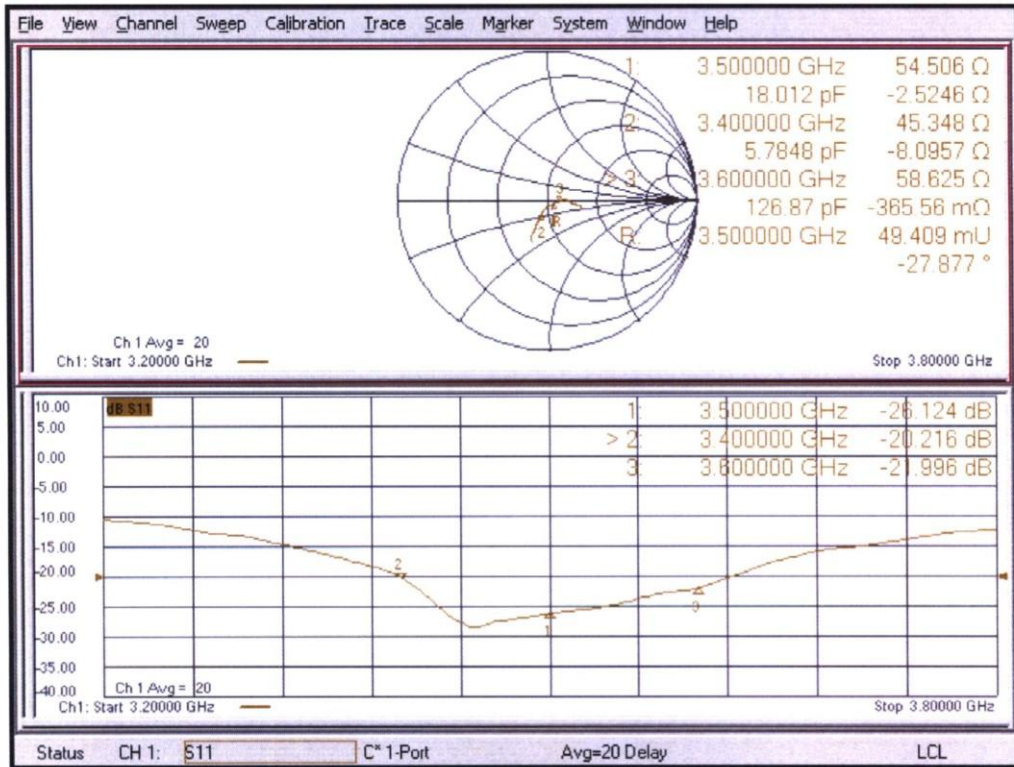 File View Channel Sweep Calibration Trace Scale Marker System Window Help
1: 3.500000 GHz 54.506 Ω
18.012 pF -2.5246 Ω
2: 3.400000 GHz 45.348 Ω
5.7848 pF -8.0957 Ω
> 3: 3.600000 GHz 58.625 Ω
126.87 pF -365.56 mΩ
R: 3.500000 GHz 49.409 mU
-27.877 °
3
2
R
Ch 1 Avg = 20
Ch1: Start 3.20000 GHz
Stop 3.80000 GHz
10.00 dB S11
5.00
0.00
-5.00
-10.00
-15.00
-20.00
-25.00
-30.00
-35.00
-40.00
1: 3.500000 GHz -26.124 dB
> 2: 3.400000 GHz -20.216 dB
3: 3.600000 GHz -21.996 dB
2
1
3
Ch 1 Avg = 20
Ch1: Start 3.20000 GHz
Stop 3.80000 GHz
Status CH 1: S11 C* 1-Port Avg=20 Delay LCL